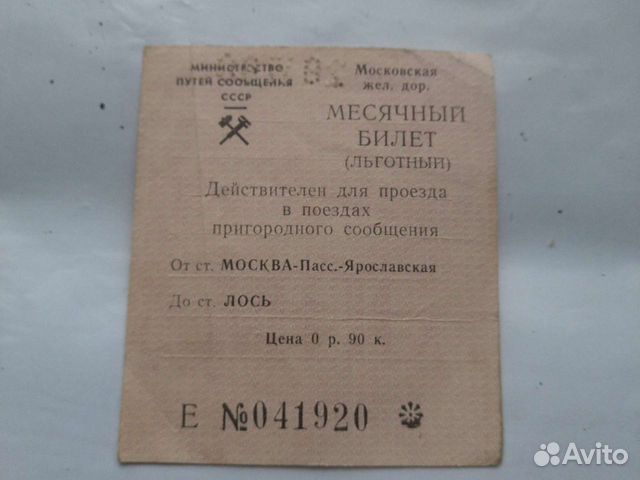 МИНИСТЕРСТВО
ПУТЕЙ СООБЩЕНИЯ
СССР
Московская
жел. дор.
МЕСЯЧНЫЙ
БИЛЕТ
(ЛЬГОТНЫЙ)
Действителен для проезда
в поездах
пригородного сообщения
От ст. МОСКВА-Пасс.-Ярославская
До ст. ЛОСЬ
Цена 0 р. 90 к.
Е №041920
Avito